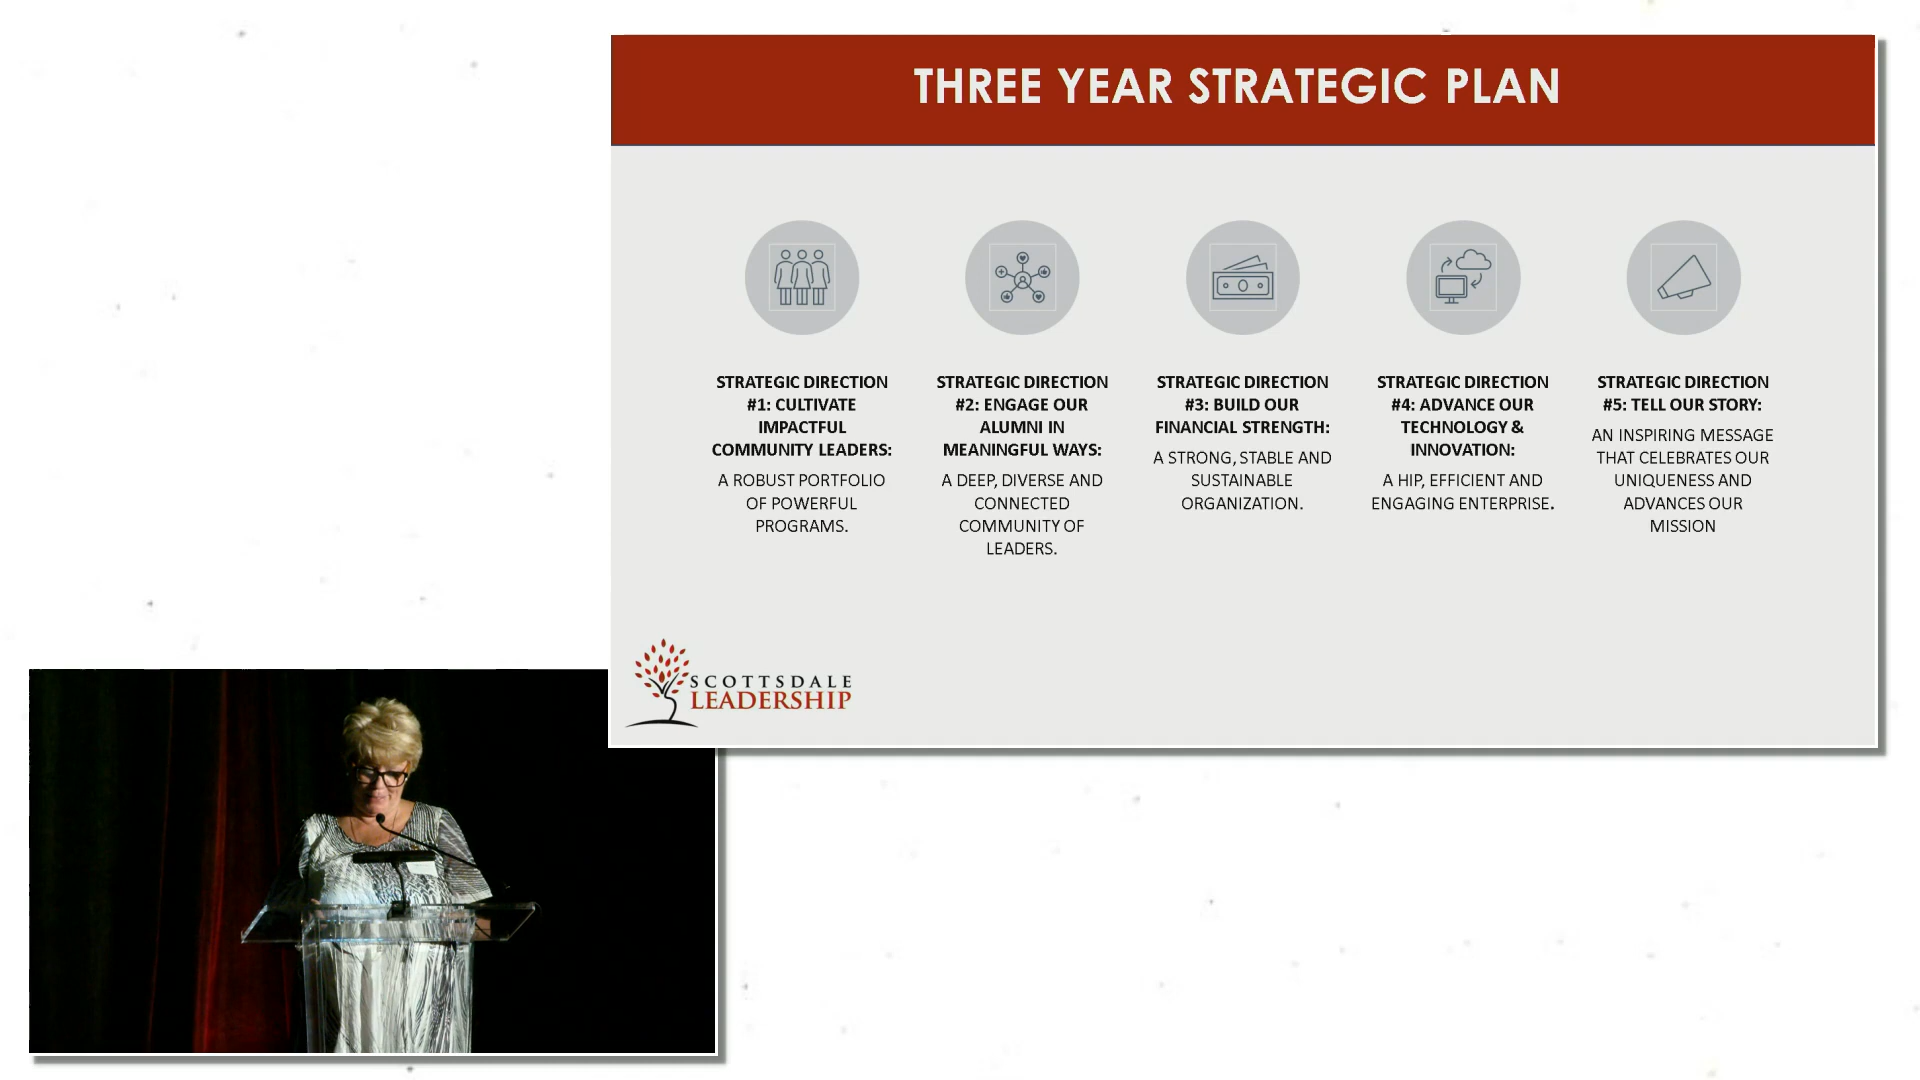 THREE YEAR STRATEGIC PLAN
STRATEGIC DIRECTION
#1: CULTIVATE
IMPACTFUL
COMMUNITY LEADERS:
A ROBUST PORTFOLIO
OF POWERFUL
PROGRAMS.
STRATEGIC DIRECTION
#2: ENGAGE OUR
ALUMNI IN
MEANINGFUL WAYS:
A DEEP, DIVERSE AND
CONNECTED
COMMUNITY OF
LEADERS.
STRATEGIC DIRECTION
#3: BUILD OUR
FINANCIAL STRENGTH:
A STRONG, STABLE AND
SUSTAINABLE
ORGANIZATION.
STRATEGIC DIRECTION
#4: ADVANCE OUR
TECHNOLOGY &
INNOVATION:
A HIP, EFFICIENT AND
ENGAGING ENTERPRISE.
STRATEGIC DIRECTION
#5: TELL OUR STORY:
AN INSPIRING MESSAGE
THAT CELEBRATES OUR
UNIQUENESS AND
ADVANCES OUR
MISSION
SCOTTSDALE
LEADERSHIP